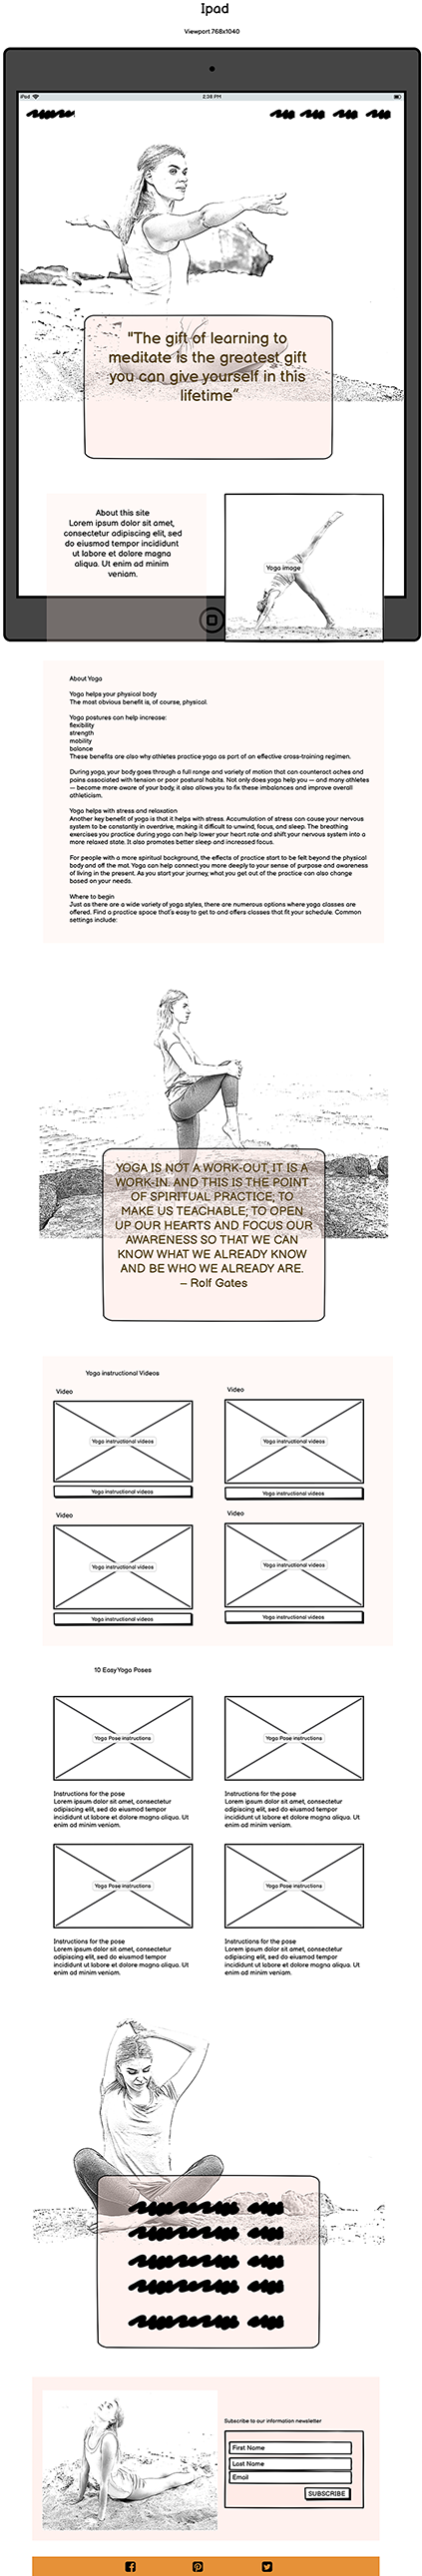 Ipad
Viewport 768x1040
iPad 2:38 PM
"The gift of learning to
meditate is the greatest gift
you can give yourself in this
lifetime"
About this site
Lorem ipsum dolor sit amet,
consectetur adipiscing elit, sed
do eiusmod tempor incididunt
ut labore et dolore magna
aliqua. Ut enim ad minim
veniam.
Yoga image
About Yoga
Yoga helps your physical body
The most obvious benefit is, of course, physical.
Yoga postures can help increase:
flexibility
strength
mobility
balance
These benefits are also why athletes practice yoga as part of an effective cross-training regimen.
During yoga, your body goes through a full range and variety of motion that can counteract aches and
pains associated with tension or poor postural habits. Not only does yoga help you — and many athletes
— become more aware of your body, it also allows you to fix these imbalances and improve overall
athleticism.
Yoga helps with stress and relaxation
Another key benefit of yoga is that it helps with stress. Accumulation of stress can cause your nervous
system to be constantly in overdrive, making it difficult to unwind, focus, and sleep. The breathing
exercises you practice during yoga can help lower your heart rate and shift your nervous system into a
more relaxed state. It also promotes better sleep and increased focus.
For people with a more spiritual background, the effects of practice start to be felt beyond the physical
body and off the mat. Yoga can help connect you more deeply to your sense of purpose and awareness
of living in the present. As you start your journey, what you get out of the practice can also change
based on your needs.
Where to begin
Just as there are a wide variety of yoga styles, there are numerous options where yoga classes are
offered. Find a practice space that's easy to get to and offers classes that fit your schedule. Common
settings include:
YOGA IS NOT A WORK-OUT, IT IS A
WORK-IN. AND THIS IS THE POINT
OF SPIRITUAL PRACTICE; TO
MAKE US TEACHABLE; TO OPEN
UP OUR HEARTS AND FOCUS OUR
AWARENESS SO THAT WE CAN
KNOW WHAT WE ALREADY KNOW
AND BE WHO WE ALREADY ARE.
– Rolf Gates
Yoga instructional Videos
Video
Video
Yoga instructional videos
Yoga instructional videos
Yoga instructional videos
Yoga instructional videos
Video
Video
Yoga instructional videos
Yoga instructional videos
Yoga instructional videos
Yoga instructional videos
10 Easy Yoga Poses
Yoga Pose instructions
Yoga Pose instructions
Instructions for the pose
Lorem ipsum dolor sit amet, consectetur
adipiscing elit, sed do eiusmod tempor
incididunt ut labore et dolore magna aliqua. Ut
enim ad minim veniam.
Instructions for the pose
Lorem ipsum dolor sit amet, consectetur
adipiscing elit, sed do eiusmod tempor
incididunt ut labore et dolore magna aliqua. Ut
enim ad minim veniam.
Yoga Pose instructions
Yoga Pose instructions
Instructions for the pose
Lorem ipsum dolor sit amet, consectetur
adipiscing elit, sed do eiusmod tempor
incididunt ut labore et dolore magna aliqua. Ut
enim ad minim veniam.
Instructions for the pose
Lorem ipsum dolor sit amet, consectetur
adipiscing elit, sed do eiusmod tempor
incididunt ut labore et dolore magna aliqua. Ut
enim ad minim veniam.
Subscribe to our information newsletter
First Name
Last Name
Email
SUBSCRIBE